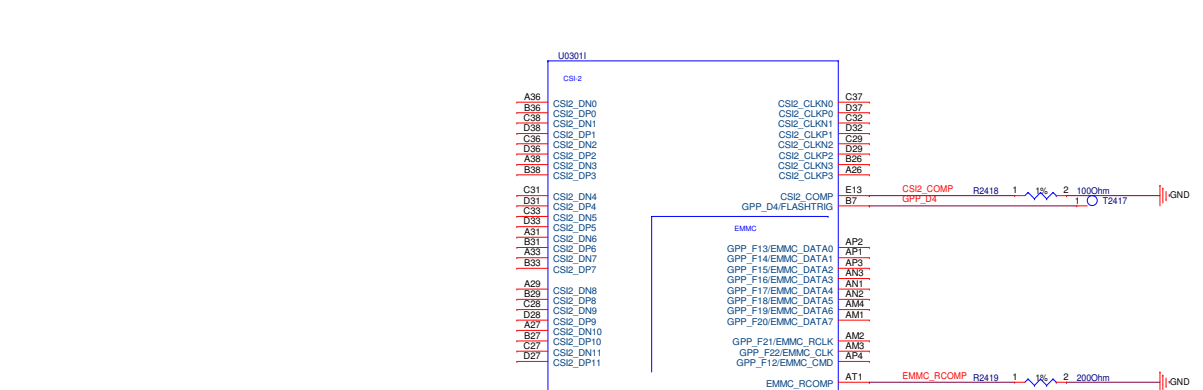 U0301I
CSI-2
A36 CSI2_DN0 CSI2_CLKN0 C37
B36 CSI2_DP0 CSI2_CLKP0 D37
C38 CSI2_DN1 CSI2_CLKN1 C32
D38 CSI2_DP1 CSI2_CLKP1 D32
C36 CSI2_DN2 CSI2_CLKN2 C29
D36 CSI2_DP2 CSI2_CLKP2 D29
A38 CSI2_DN3 CSI2_CLKN3 B26
B38 CSI2_DP3 CSI2_CLKP3 A26
C31 CSI2_DN4 CSI2_COMP E13 CSI2_COMP R2418 1 1% 2 100Ohm GND
D31 CSI2_DP4 GPP_D4/FLASHTRIG B7 GPP_D4 1 T2417
C33 CSI2_DN5
D33 CSI2_DP5
EMMC
A31 CSI2_DN6
B31 CSI2_DP6 GPP_F13/EMMC_DATA0 AP2
A33 CSI2_DN7 GPP_F14/EMMC_DATA1 AP1
B33 CSI2_DP7 GPP_F15/EMMC_DATA2 AP3
GPP_F16/EMMC_DATA3 AN3
A29 CSI2_DN8 GPP_F17/EMMC_DATA4 AN1
B29 CSI2_DP8 GPP_F18/EMMC_DATA5 AN2
C28 CSI2_DN9 GPP_F19/EMMC_DATA6 AM4
D28 CSI2_DP9 GPP_F20/EMMC_DATA7 AM1
A27 CSI2_DN10
B27 CSI2_DP10 GPP_F21/EMMC_RCLK AM2
C27 CSI2_DN11 GPP_F22/EMMC_CLK AM3
D27 CSI2_DP11 GPP_F12/EMMC_CMD AP4
EMMC_RCOMP AT1 EMMC_RCOMP R2419 1 1% 2 200Ohm GND